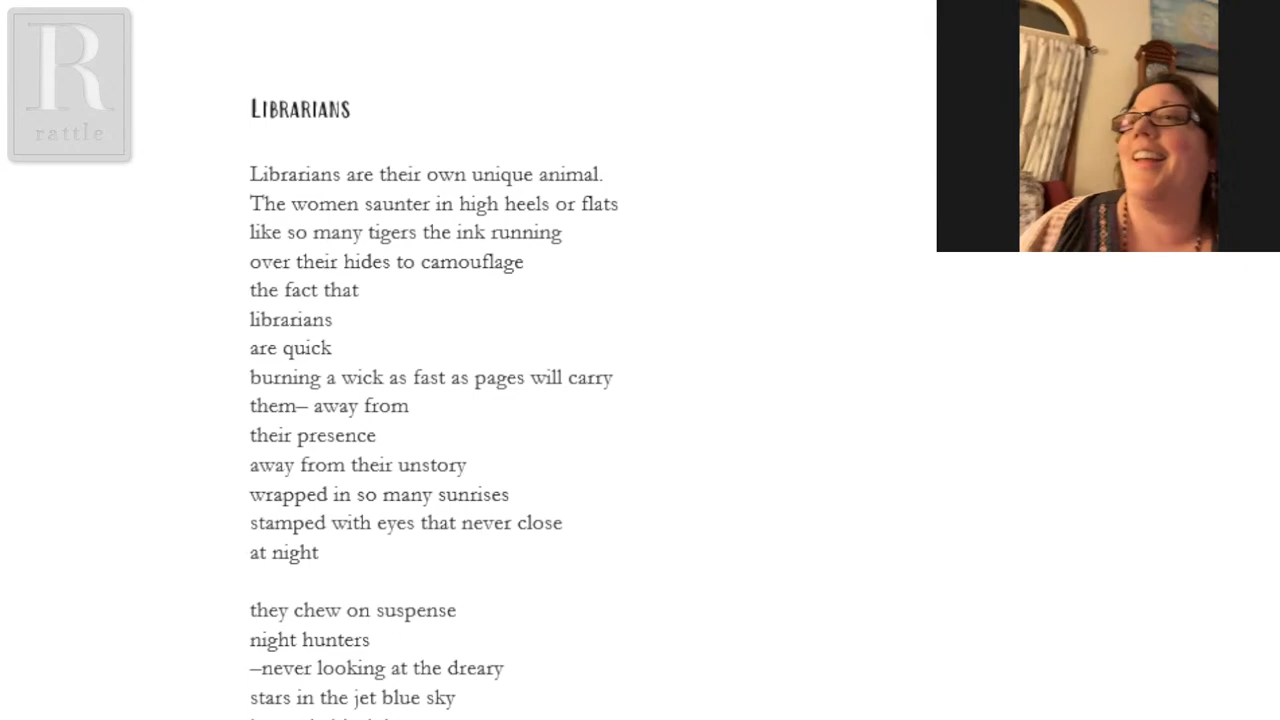 R
rattle
Librarians
Librarians are their own unique animal.
The women saunter in high heels or flats
like so many tigers the ink running
over their hides to camouflage
the fact that
librarians
are quick
burning a wick as fast as pages will carry
them– away from
their presence
away from their unstory
wrapped in so many sunrises
stamped with eyes that never close
at night
they chew on suspense
night hunters
–never looking at the dreary
stars in the jet blue sky